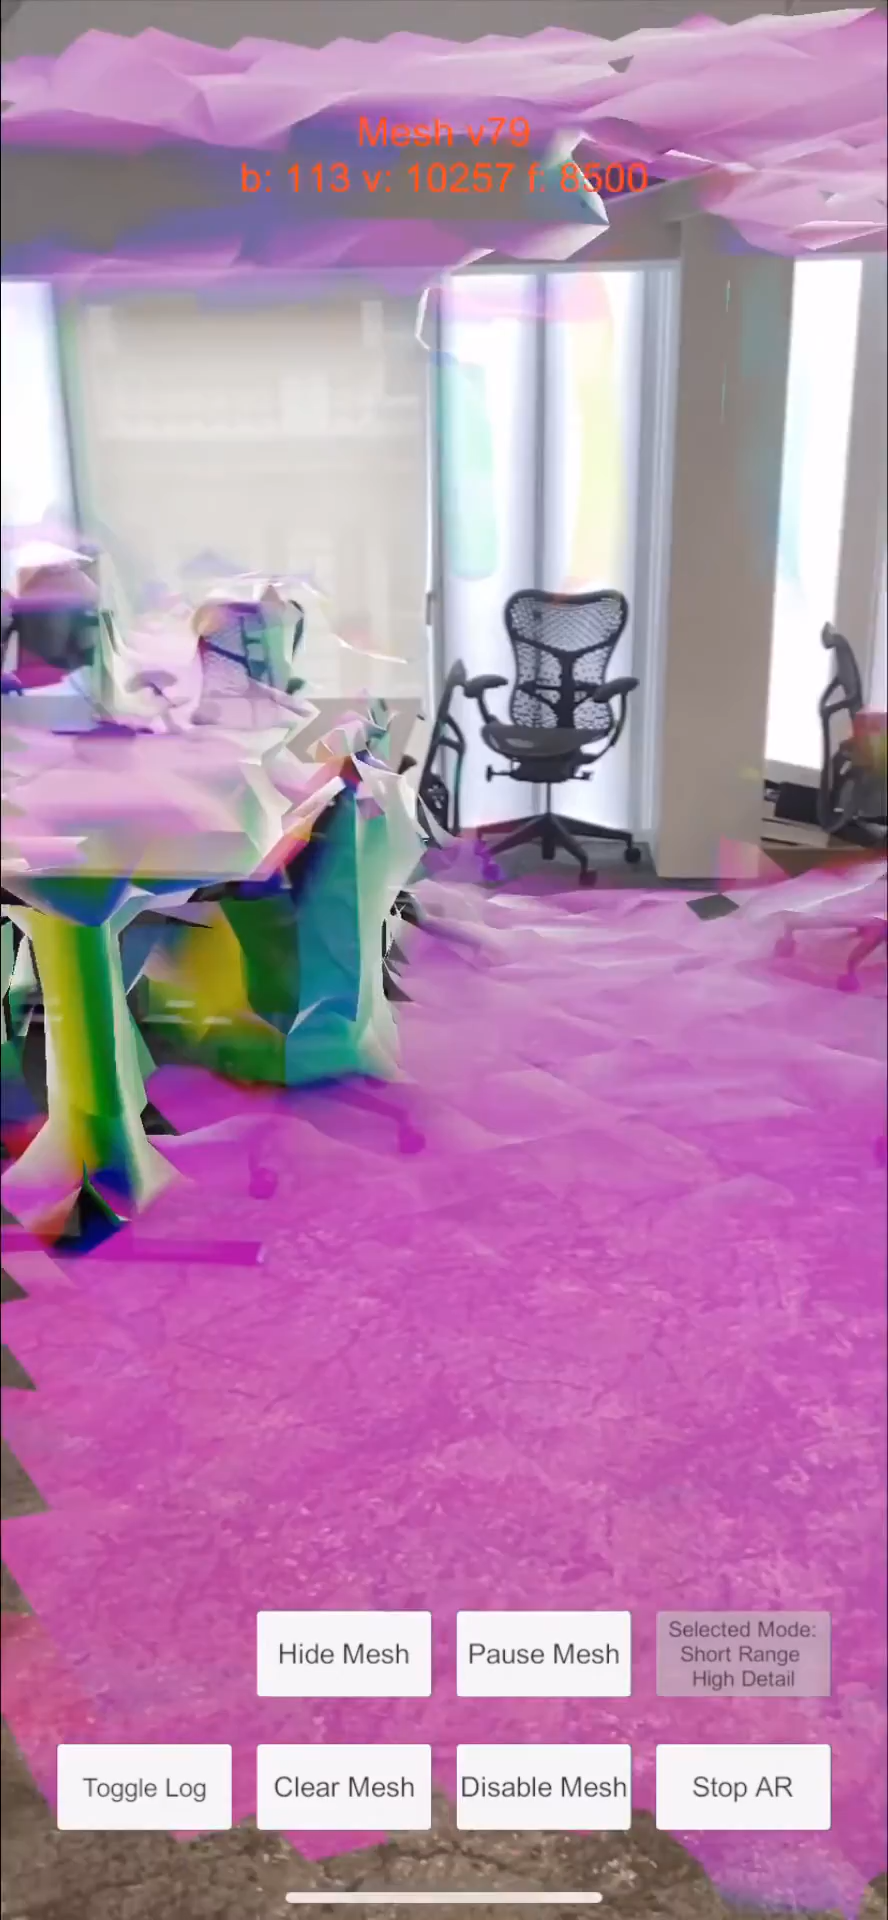 Mesh v79
b: 113 v: 10257 f: 8500
Hide Mesh
Pause Mesh
Selected Mode:
Short Range
High Detail
Toggle Log
Clear Mesh
Disable Mesh
Stop AR